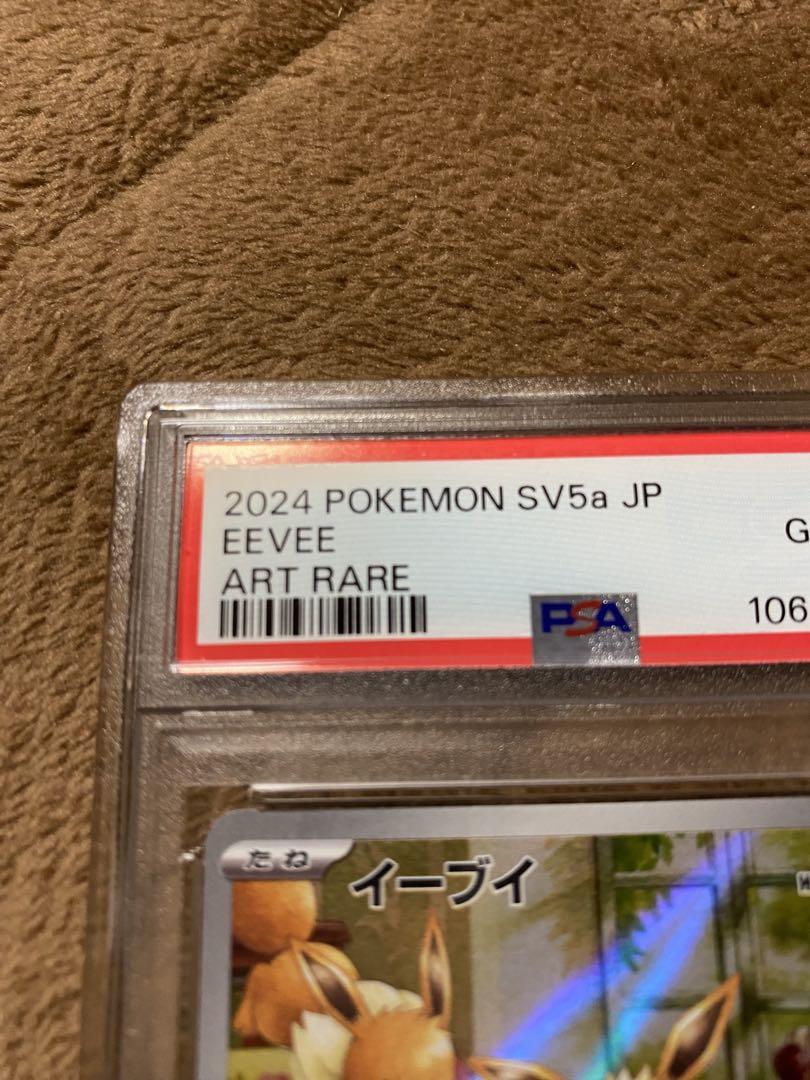 2024 POKEMON SV5a JP
EEVEE
G
ART RARE
PSA
106
たね
イーブイ